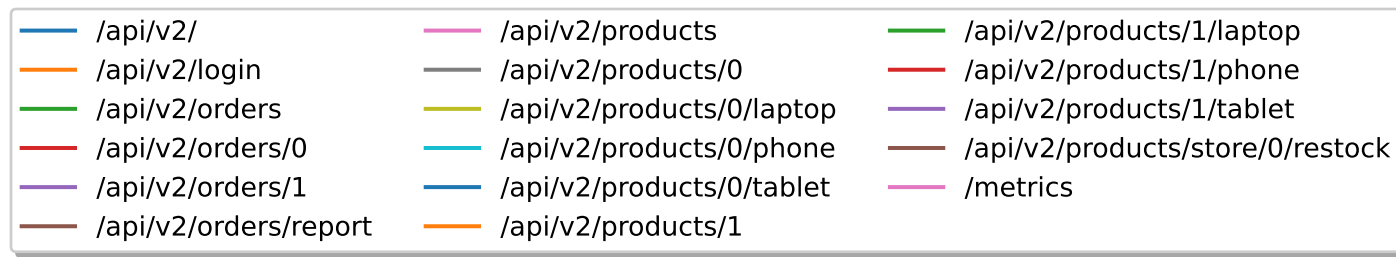 /api/v2/
/api/v2/login
/api/v2/orders
/api/v2/orders/0
/api/v2/orders/1
/api/v2/orders/report
/api/v2/products
/api/v2/products/0
/api/v2/products/0/laptop
/api/v2/products/0/phone
/api/v2/products/0/tablet
/api/v2/products/1
/api/v2/products/1/laptop
/api/v2/products/1/phone
/api/v2/products/1/tablet
/api/v2/products/store/0/restock
/metrics